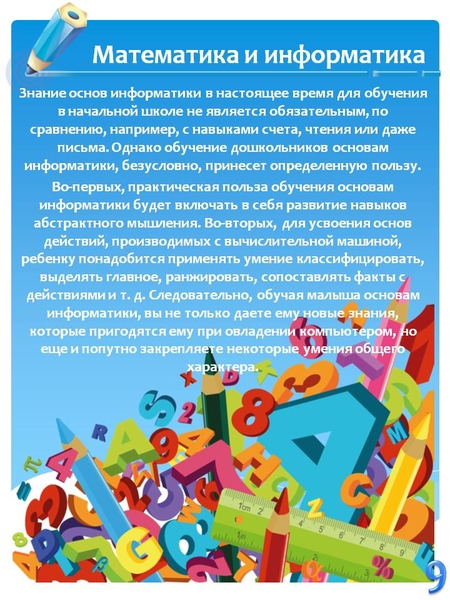 Математика и информатика
Знание основ информатики в настоящее время для обучения
в начальной школе не является обязательным, по
сравнению, например, с навыками счета, чтения или даже
письма. Однако обучение дошкольников основам
информатики, безусловно, принесет определенную пользу.
Во-первых, практическая польза обучения основам
информатики будет включать в себя развитие навыков
абстрактного мышления. Во-вторых, для усвоения основ
действий, производимых с вычислительной машиной,
ребенку понадобится применять умение классифицировать,
выделять главное, ранжировать, сопоставлять факты с
действиями и т. д. Следовательно, обучая малыша основам
информатики, вы не только даете ему новые знания,
которые пригодятся ему при овладении компьютером, но
еще и попутно закрепляете некоторые умения общего
характера.
9